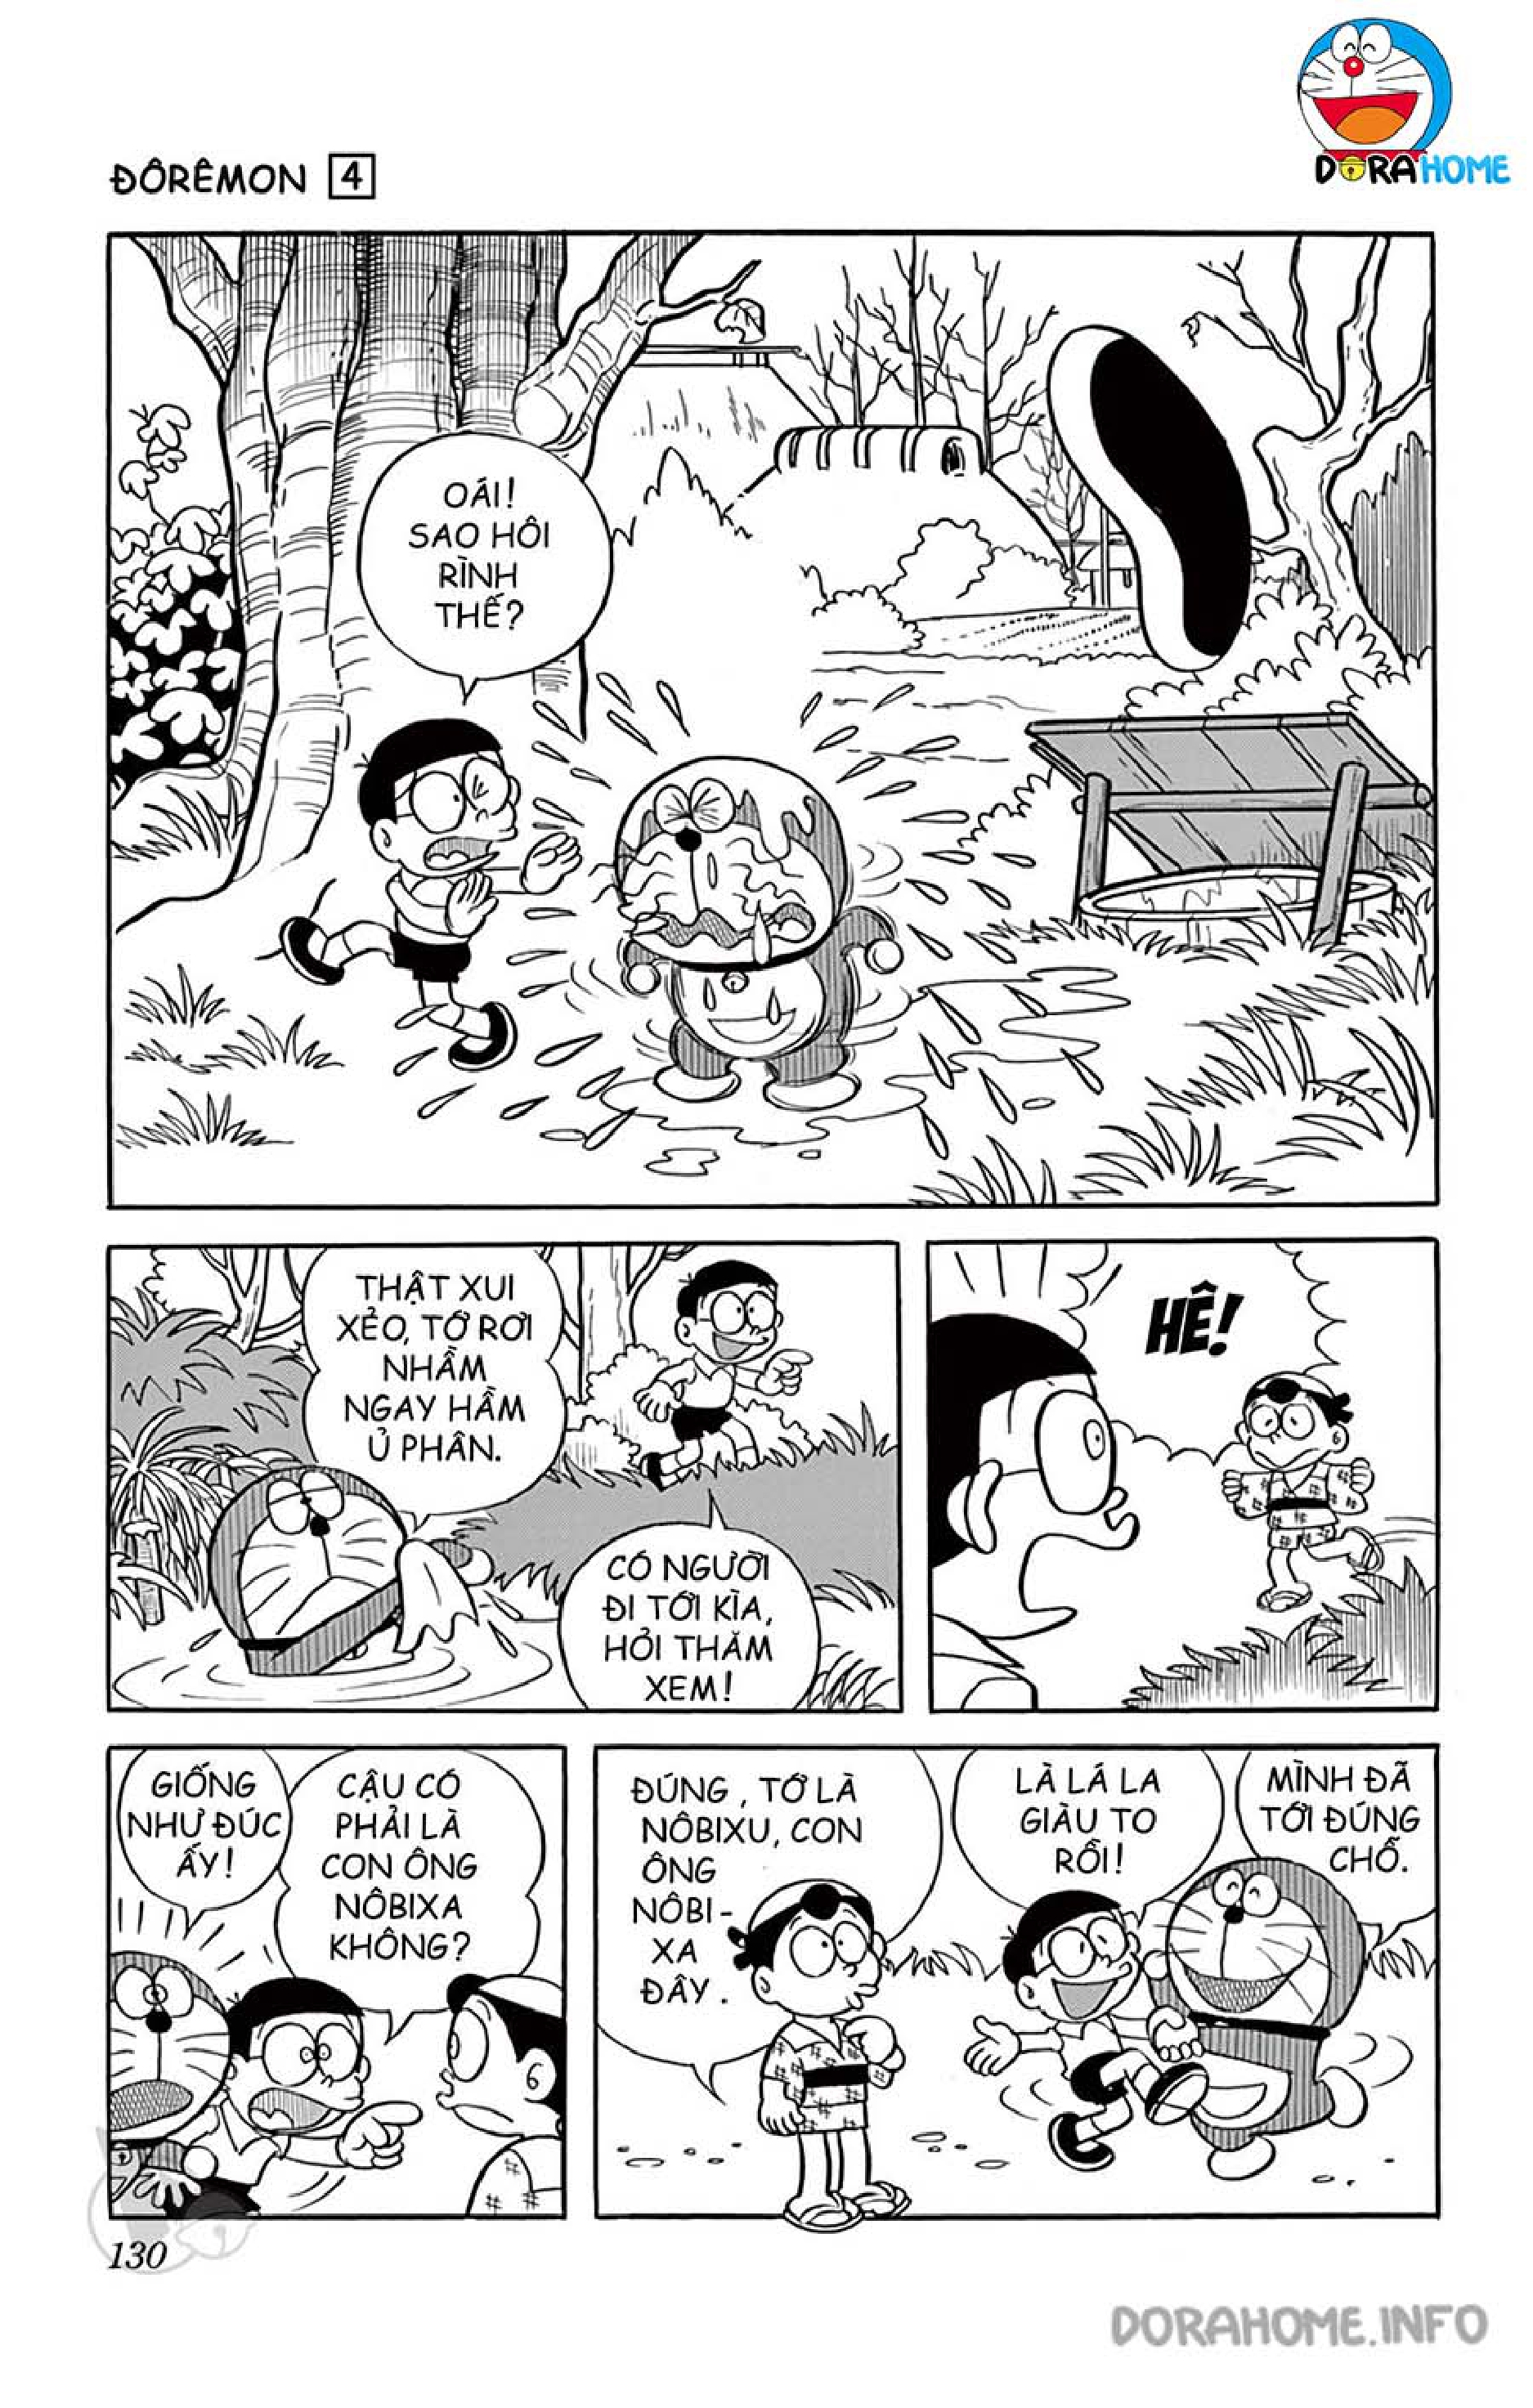 DORAHOME
ĐÔRÊMON 4
OÁI!
SAO HÔI
RÌNH
THẾ?
THẬT XUI
XẺO, TỚ RƠI
NHẦM
NGAY HẦM
Ủ PHÂN.
CÓ NGƯỜI
ĐI TỚI KÌA,
HỎI THĂM
XEM!
HÊ!
GIỐNG
NHƯ ĐÚC
ẤY!
CẬU CÓ
PHẢI LÀ
CON ÔNG
NÔBIXA
KHÔNG?
ĐÚNG, TỚ LÀ
NÔBIXU, CON
ÔNG
NÔBI-
XA
ĐÂY.
LÀ LÁ LA
GIÀU TO
RỒI!
MÌNH ĐÃ
TỚI ĐÚNG
CHỖ.
130
DORAHOME.INFO